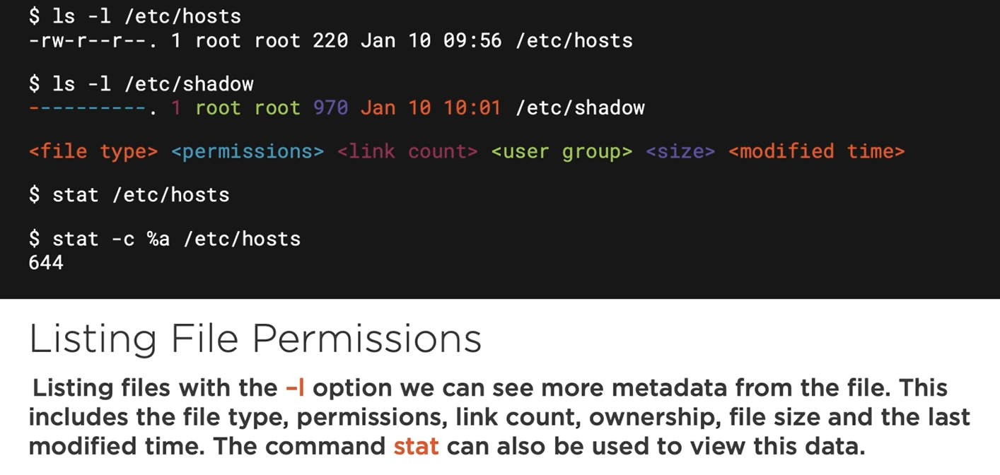 $ ls -l /etc/hosts
-rw-r--r--. 1 root root 220 Jan 10 09:56 /etc/hosts
$ ls -l /etc/shadow
----------. 1 root root 970 Jan 10 10:01 /etc/shadow
<file type> <permissions> <link count> <user group> <size> <modified time>
$ stat /etc/hosts
$ stat -c %a /etc/hosts
644
Listing File Permissions
Listing files with the –l option we can see more metadata from the file. This
includes the file type, permissions, link count, ownership, file size and the last
modified time. The command stat can also be used to view this data.